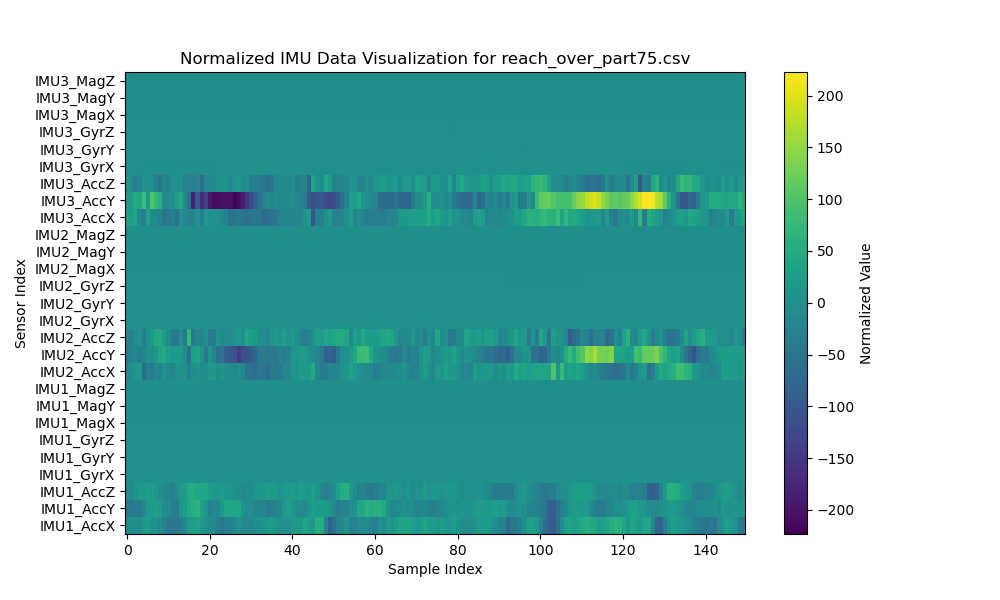 Normalized IMU Data Visualization for reach_over_part75.csv
IMU3_MagZ
IMU3_MagY
IMU3_MagX
IMU3_GyrZ
IMU3_GyrY
IMU3_GyrX
IMU3_AccZ
IMU3_AccY
IMU3_AccX
IMU2_MagZ
IMU2_MagY
IMU2_MagX
IMU2_GyrZ
IMU2_GyrY
IMU2_GyrX
IMU2_AccZ
IMU2_AccY
IMU2_AccX
IMU1_MagZ
IMU1_MagY
IMU1_MagX
IMU1_GyrZ
IMU1_GyrY
IMU1_GyrX
IMU1_AccZ
IMU1_AccY
IMU1_AccX
Sensor Index
0 20 40 60 80 100 120 140
Sample Index
200
150
100
50
0
−50
−100
−150
−200
Normalized Value